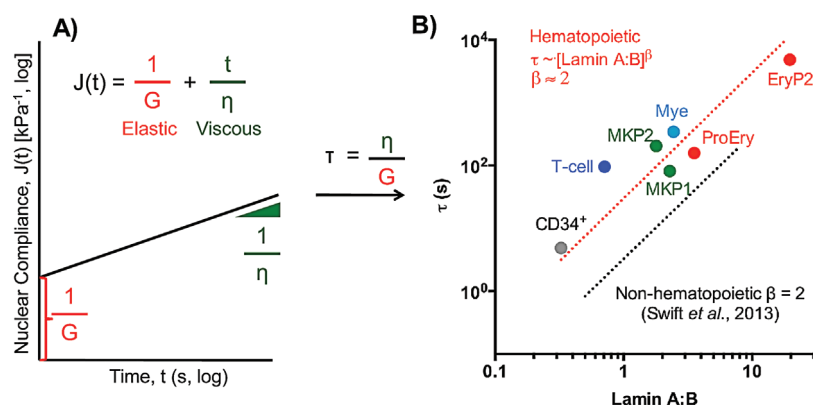 A)
J(t) = 1/G + t/η
Elastic Viscous
Nuclear Compliance, J(t) [kPa⁻¹, log]
1/η
1/G
Time, t (s, log)
τ = η/G
B)
Hematopoietic
τ ~[Lamin A:B]^β
β ≈ 2
EryP2
Mye
MKP2
ProEry
T-cell
MKP1
CD34⁺
Non-hematopoietic β = 2
(Swift et al., 2013)
τ (s)
10⁴
10²
10⁰
0.1 1 10
Lamin A:B